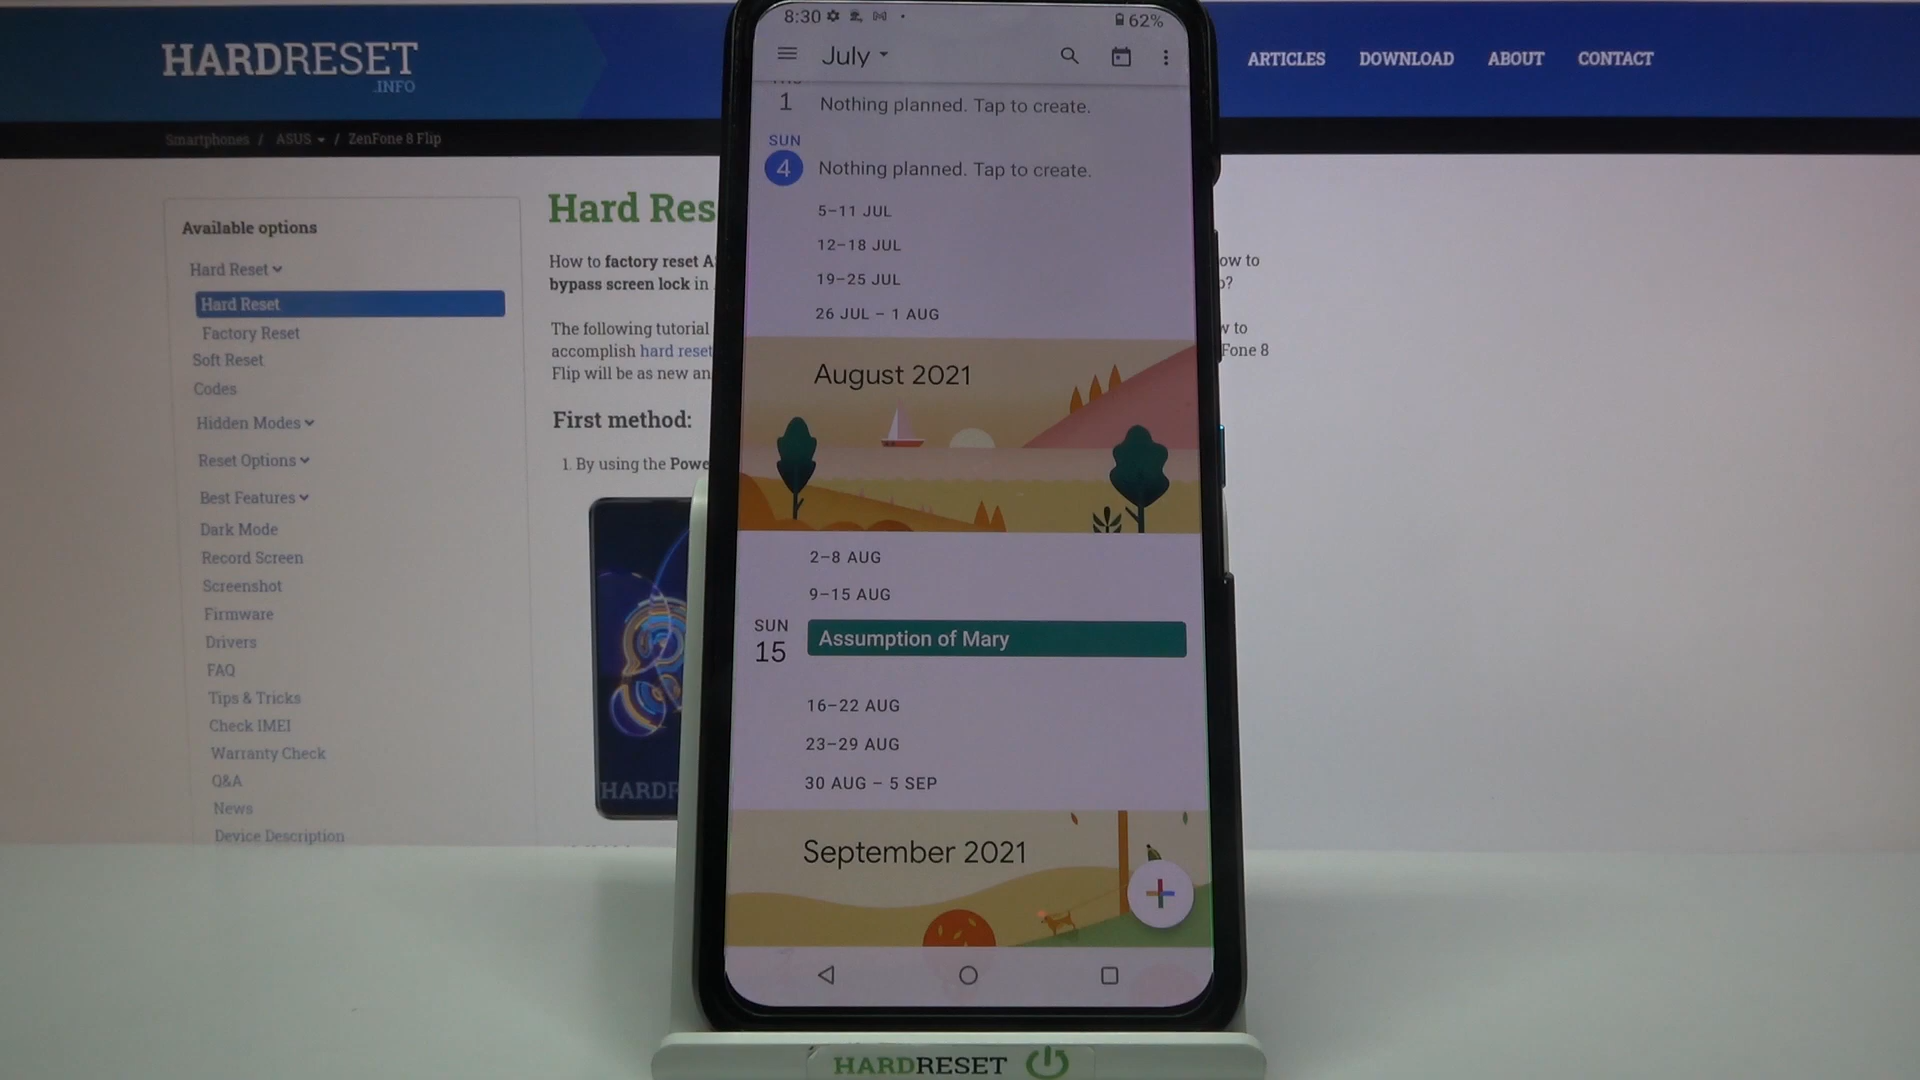 HARDRESET
.INFO
ARTICLES DOWNLOAD ABOUT CONTACT
Smartphones / ASUS / ZenFone 8 Flip
Available options
Hard Reset
Hard Reset
Factory Reset
Soft Reset
Codes
Hidden Modes
Reset Options
Best Features
Dark Mode
Record Screen
Screenshot
Firmware
Drivers
FAQ
Tips & Tricks
Check IMEI
Warranty Check
Q&A
News
Device Description
Hard Res
How to factory reset A
bypass screen lock in
The following tutorial
accomplish hard reset
Flip will be as new an
First method:
1. By using the Powe
HARDR
8:30 62%
July
1 Nothing planned. Tap to create.
SUN
4 Nothing planned. Tap to create.
5–11 JUL
12–18 JUL
19–25 JUL
26 JUL – 1 AUG
August 2021
2–8 AUG
9–15 AUG
SUN
15 Assumption of Mary
16–22 AUG
23–29 AUG
30 AUG – 5 SEP
September 2021
ow to
?
to
Fone 8
HARDRESET